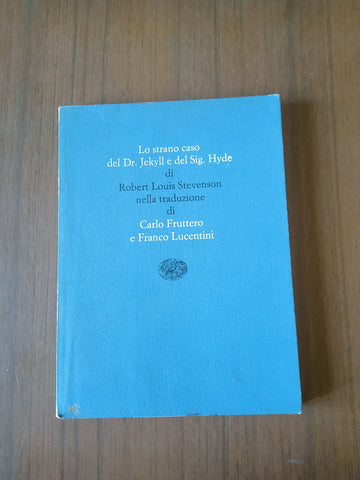 Lo strano caso
del Dr. Jekyll e del Sig. Hyde
di
Robert Louis Stevenson
nella traduzione
di
Carlo Fruttero
e Franco Lucentini